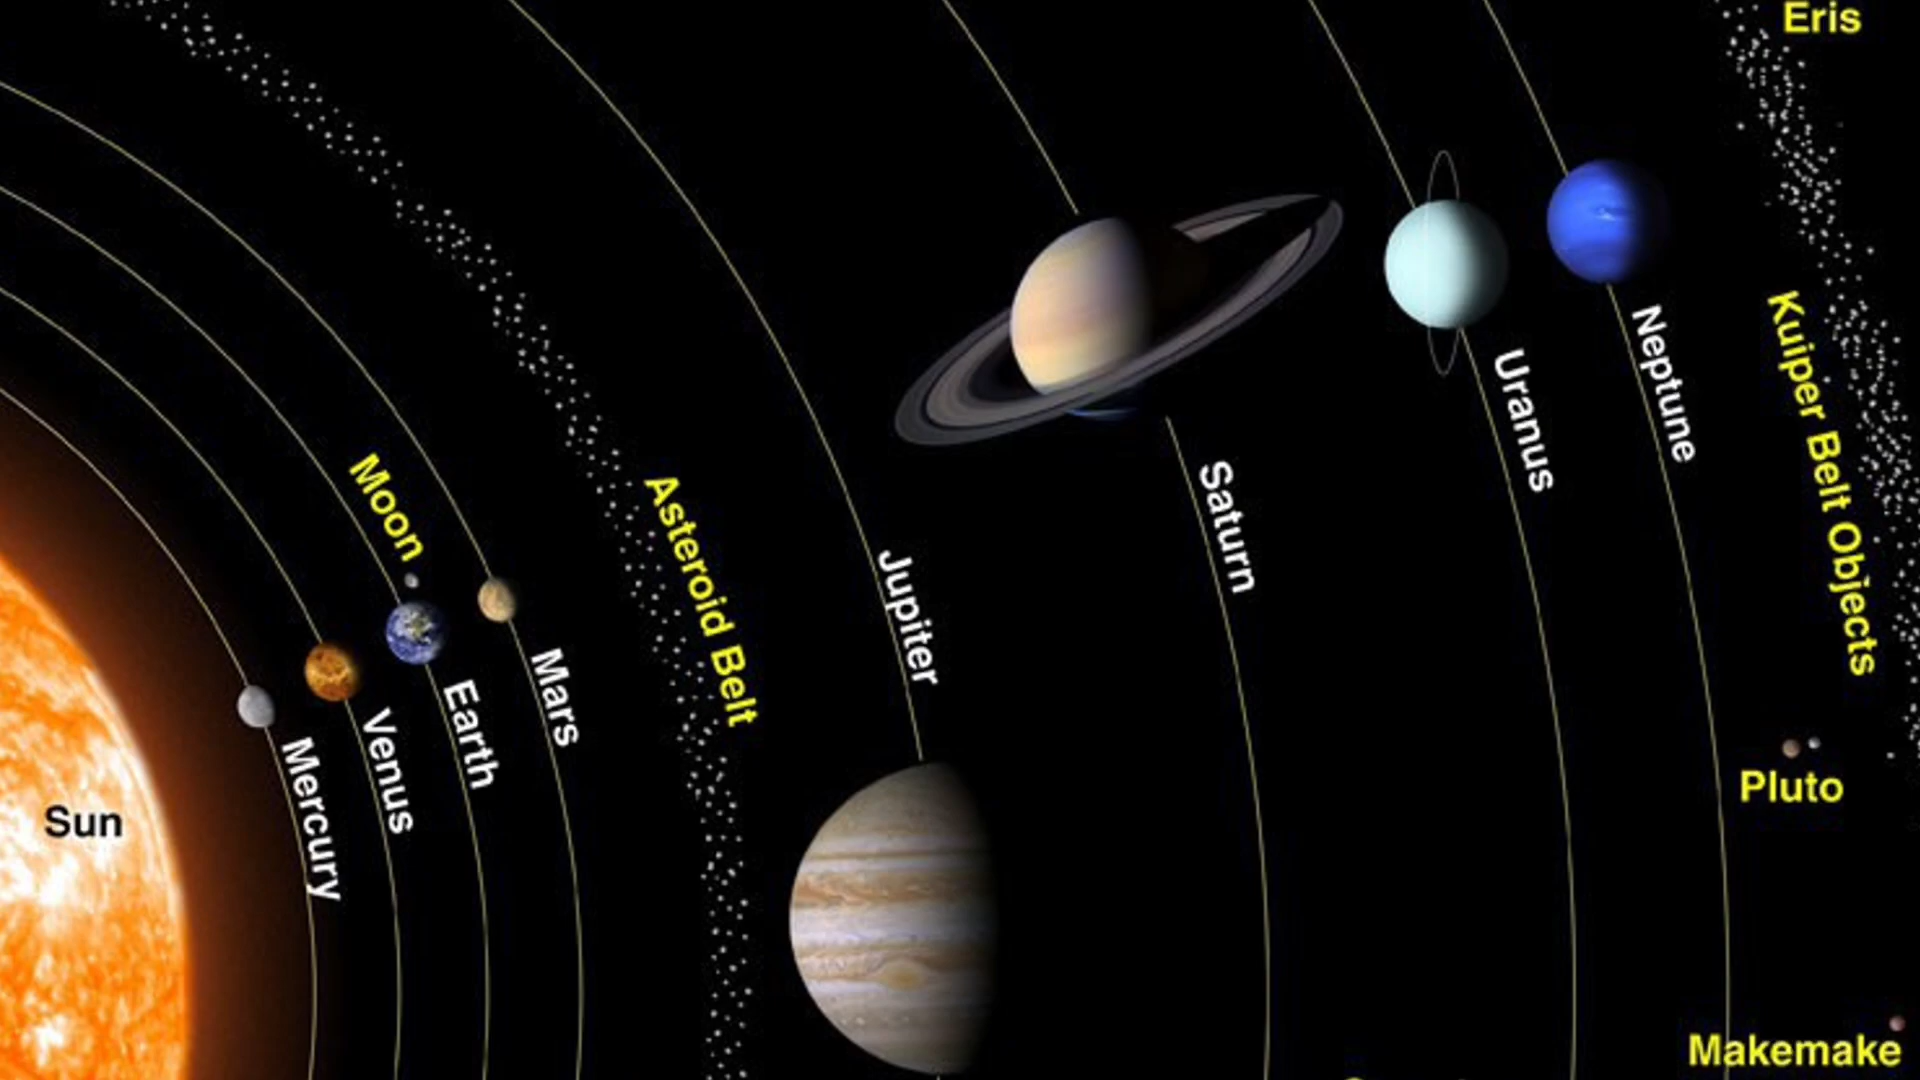 Sun
Mercury
Venus
Earth
Moon
Mars
Asteroid Belt
Jupiter
Saturn
Uranus
Neptune
Kuiper Belt Objects
Eris
Pluto
Makemake